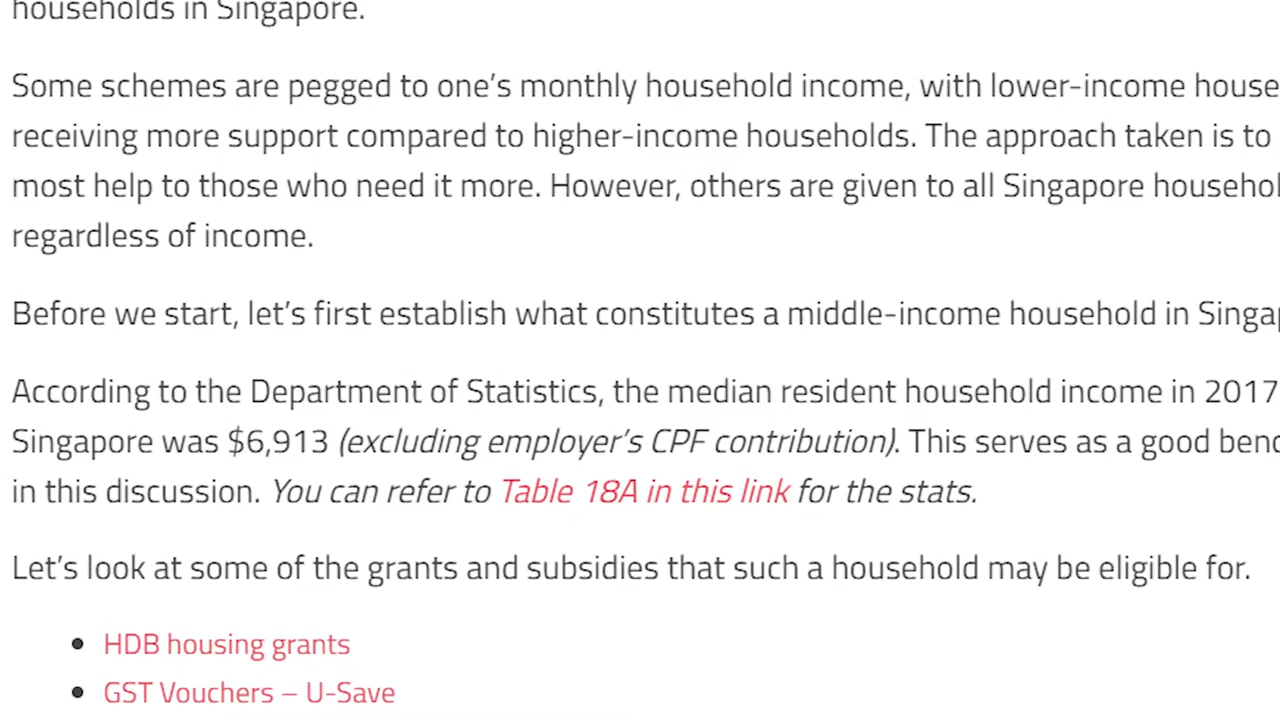 households in Singapore.
Some schemes are pegged to one's monthly household income, with lower-income house
receiving more support compared to higher-income households. The approach taken is to
most help to those who need it more. However, others are given to all Singapore househol
regardless of income.
Before we start, let's first establish what constitutes a middle-income household in Singap
According to the Department of Statistics, the median resident household income in 2017
Singapore was $6,913 (excluding employer's CPF contribution). This serves as a good benc
in this discussion. You can refer to Table 18A in this link for the stats.
Let's look at some of the grants and subsidies that such a household may be eligible for.
• HDB housing grants
• GST Vouchers – U-Save